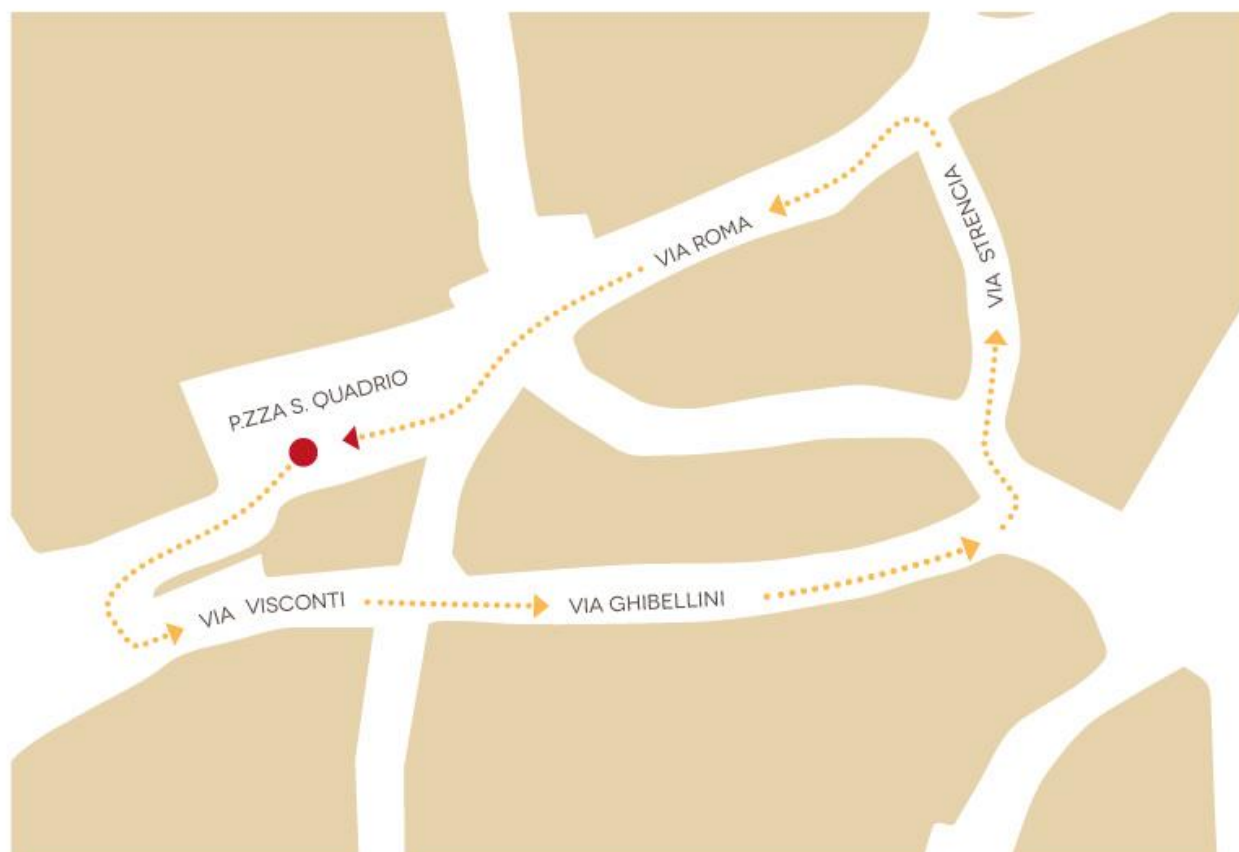 VIA STRENCIA
VIA ROMA
P.ZZA S. QUADRIO
VIA VISCONTI
VIA GHIBELLINI